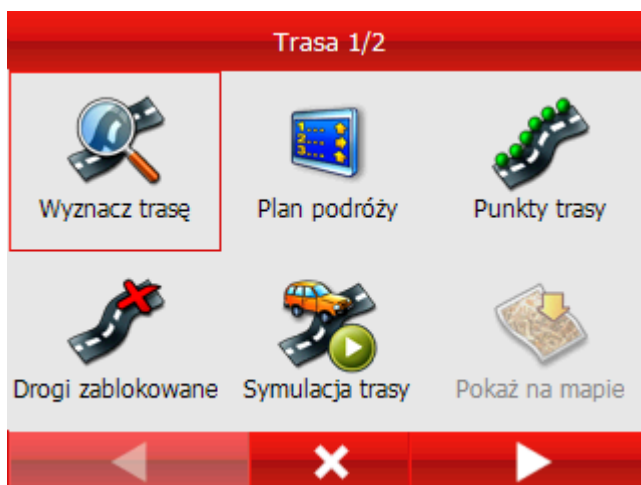 Trasa 1/2
Wyznacz trasę
Plan podróży
Punkty trasy
Drogi zablokowane
Symulacja trasy
Pokaż na mapie